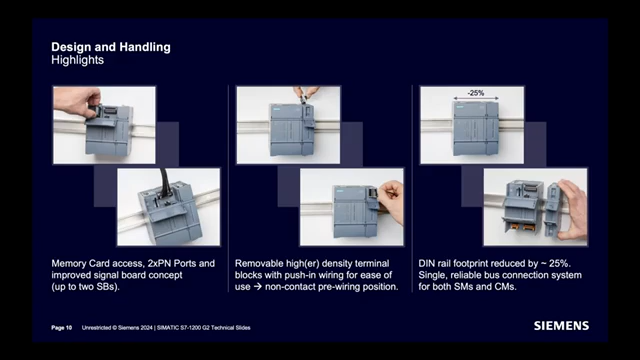 Design and Handling
Highlights
-25%
Memory Card access, 2xPN Ports and
improved signal board concept
(up to two SBs).
Removable high(er) density terminal
blocks with push-in wiring for ease of
use → non-contact pre-wiring position.
DIN rail footprint reduced by ~ 25%.
Single, reliable bus connection system
for both SMs and CMs.
Page 10 Unrestricted © Siemens 2024 | SIMATIC S7-1200 G2 Technical Slides
SIEMENS